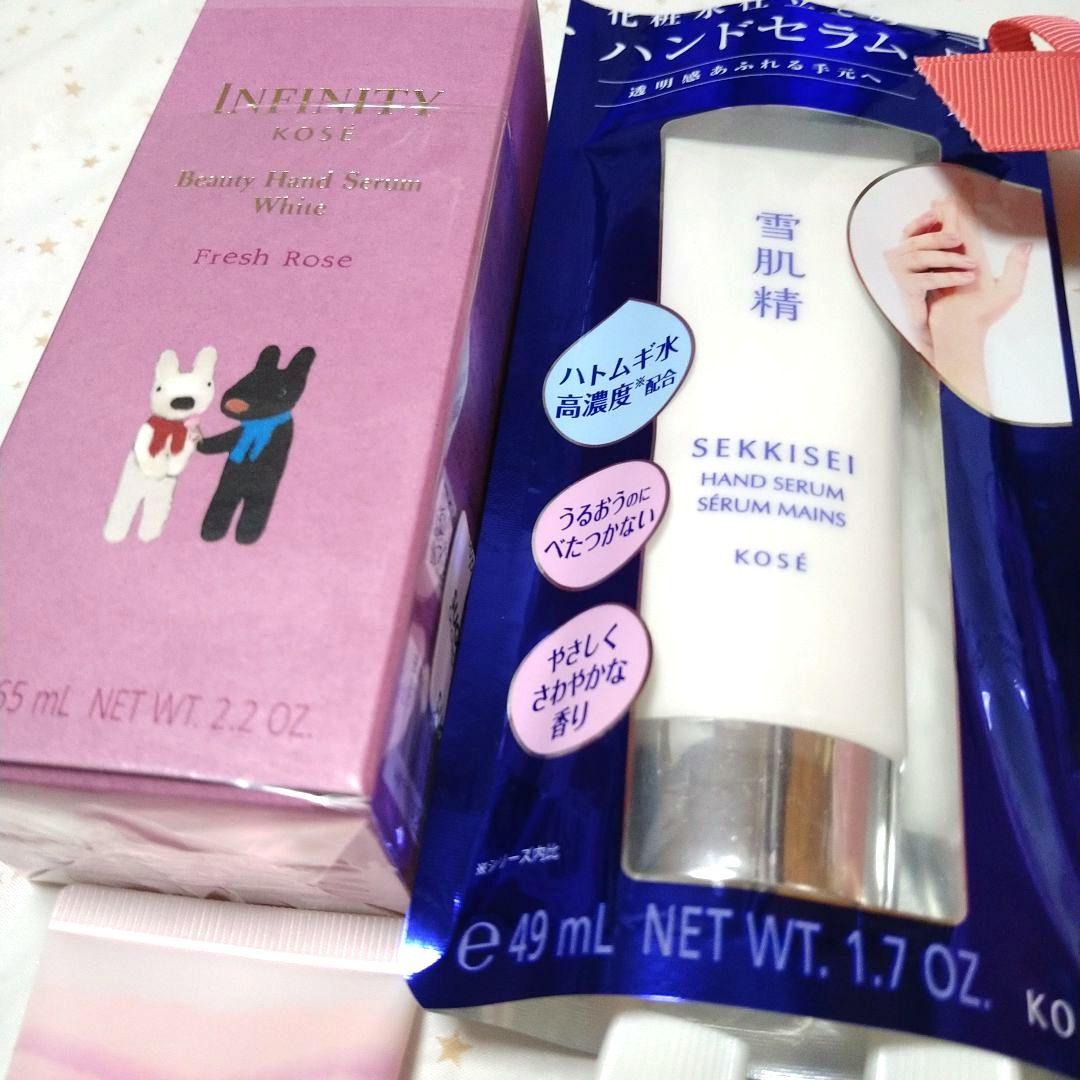 INFINITY
KOSÉ
Beauty Hand Serum
White
Fresh Rose
65 mL NET WT. 2.2 OZ.
ハンドセラム
透明感あふれる手元へ
雪肌精
ハトムギ水
高濃度※配合
うるおうのに
べたつかない
やさしく
さわやかな
香り
SEKKISEI
HAND SERUM
SÉRUM MAINS
KOSÉ
※シリーズ内比
e 49 mL NET WT. 1.7 OZ.
KO